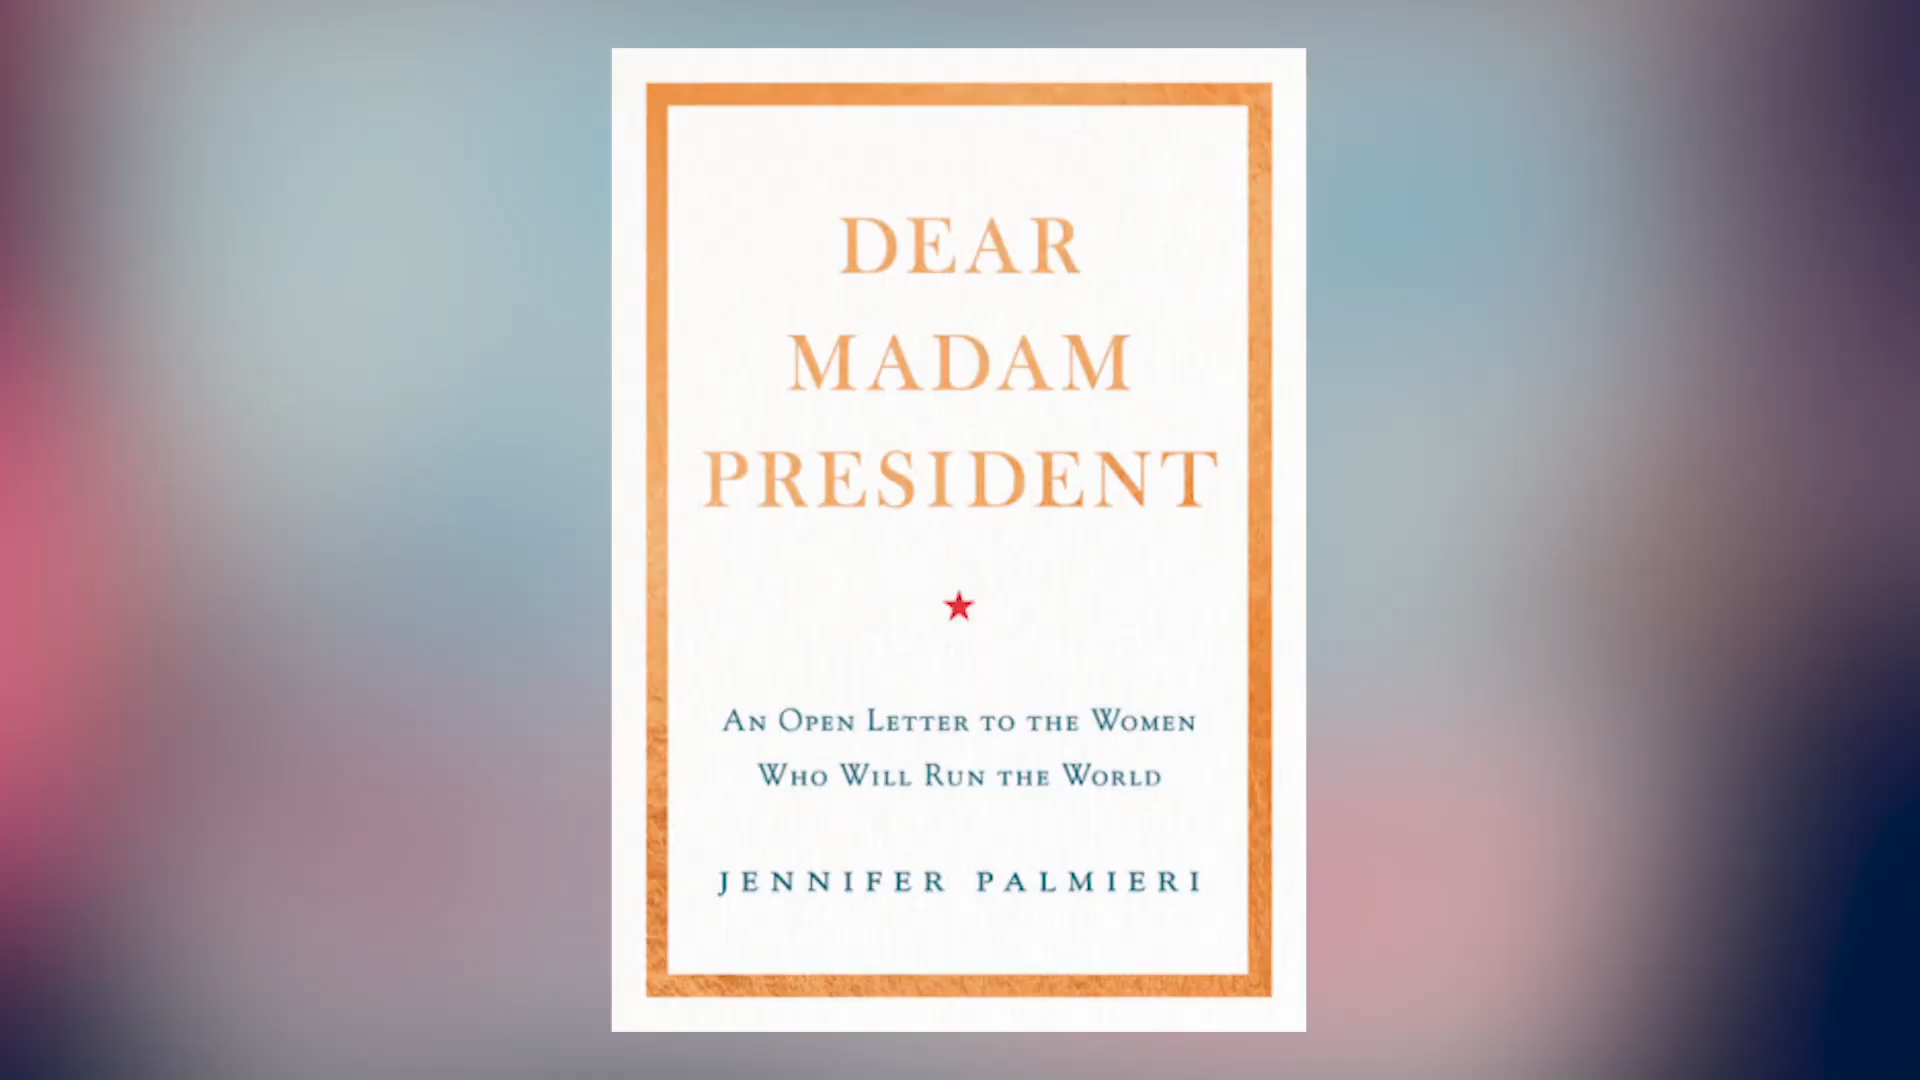 DEAR
MADAM
PRESIDENT
An Open Letter to the Women
Who Will Run the World
JENNIFER PALMIERI